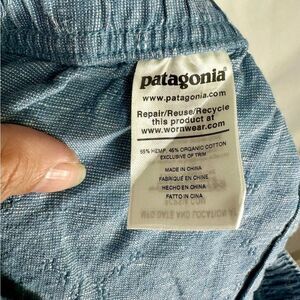 patagonia®
www.patagonia.com
Repair/Reuse/Recycle
this product at
www.wornwear.com
55% HEMP, 45% ORGANIC COTTON
EXCLUSIVE OF TRIM
MADE IN CHINA
FABRIQUÉ EN CHINE
HECHO EN CHINA
FATTO IN CINA